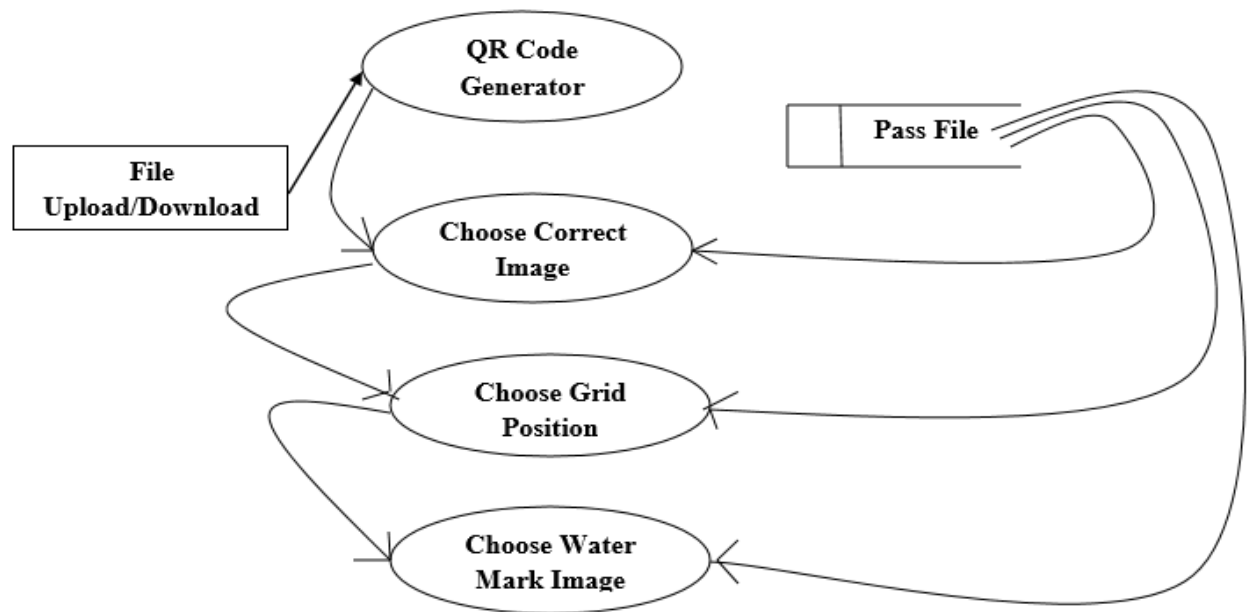 QR Code
Generator
Pass File
File
Upload/Download
Choose Correct
Image
Choose Grid
Position
Choose Water
Mark Image